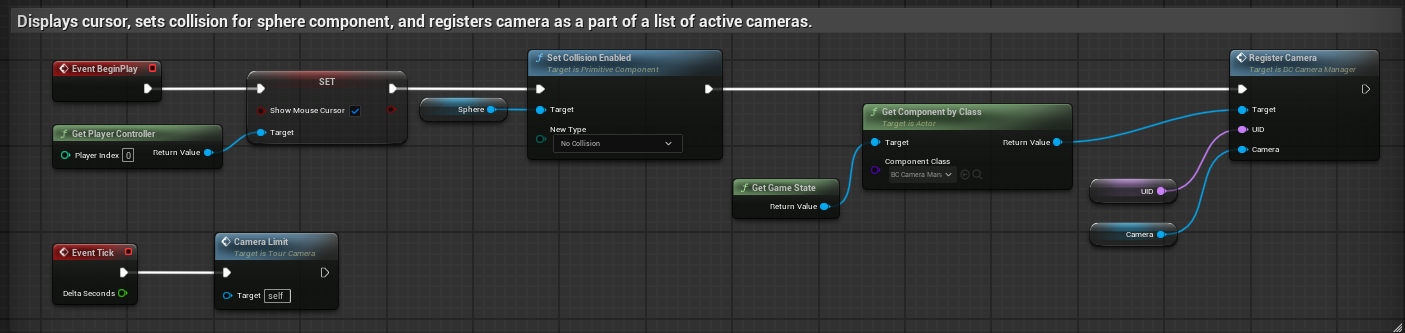 Displays cursor, sets collision for sphere component, and registers camera as a part of a list of active cameras.
Event BeginPlay
SET
Show Mouse Cursor
Target
Get Player Controller
Player Index 0
Return Value
Sphere
Set Collision Enabled
Target is Primitive Component
Target
New Type
No Collision
Get Game State
Return Value
Get Component by Class
Target is Actor
Target
Return Value
Component Class
BC Camera Man
UID
Camera
Register Camera
Target is BC Camera Manager
Target
UID
Camera
Event Tick
Delta Seconds
Camera Limit
Target is Tour Camera
Target self